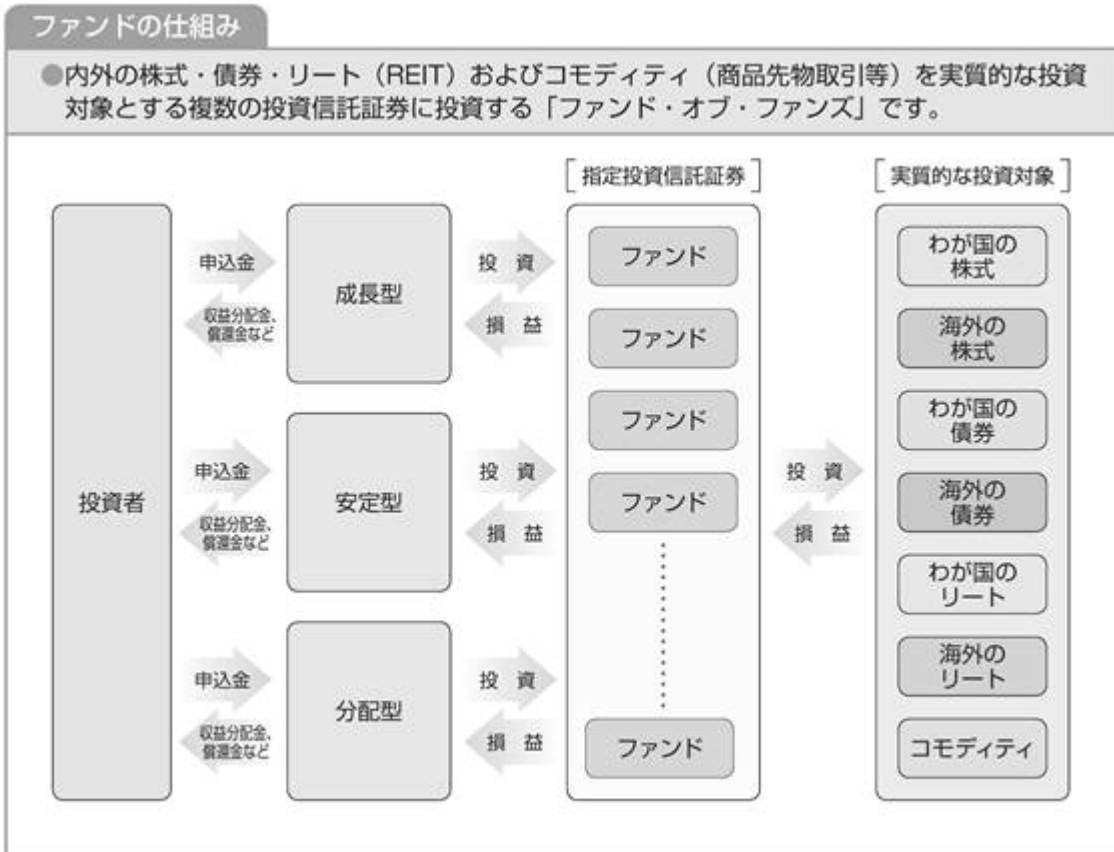 ファンドの仕組み
●内外の株式・債券・リート（REIT）およびコモディティ（商品先物取引等）を実質的な投資
対象とする複数の投資信託証券に投資する「ファンド・オブ・ファンズ」です。
投資者
申込金
収益分配金、
償還金など
成長型
投 資
損 益
申込金
収益分配金、
償還金など
安定型
投 資
損 益
申込金
収益分配金、
償還金など
分配型
投 資
損 益
指定投資信託証券
ファンド
ファンド
ファンド
ファンド
ファンド
投 資
損 益
実質的な投資対象
わが国の
株式
海外の
株式
わが国の
債券
海外の
債券
わが国の
リート
海外の
リート
コモディティ